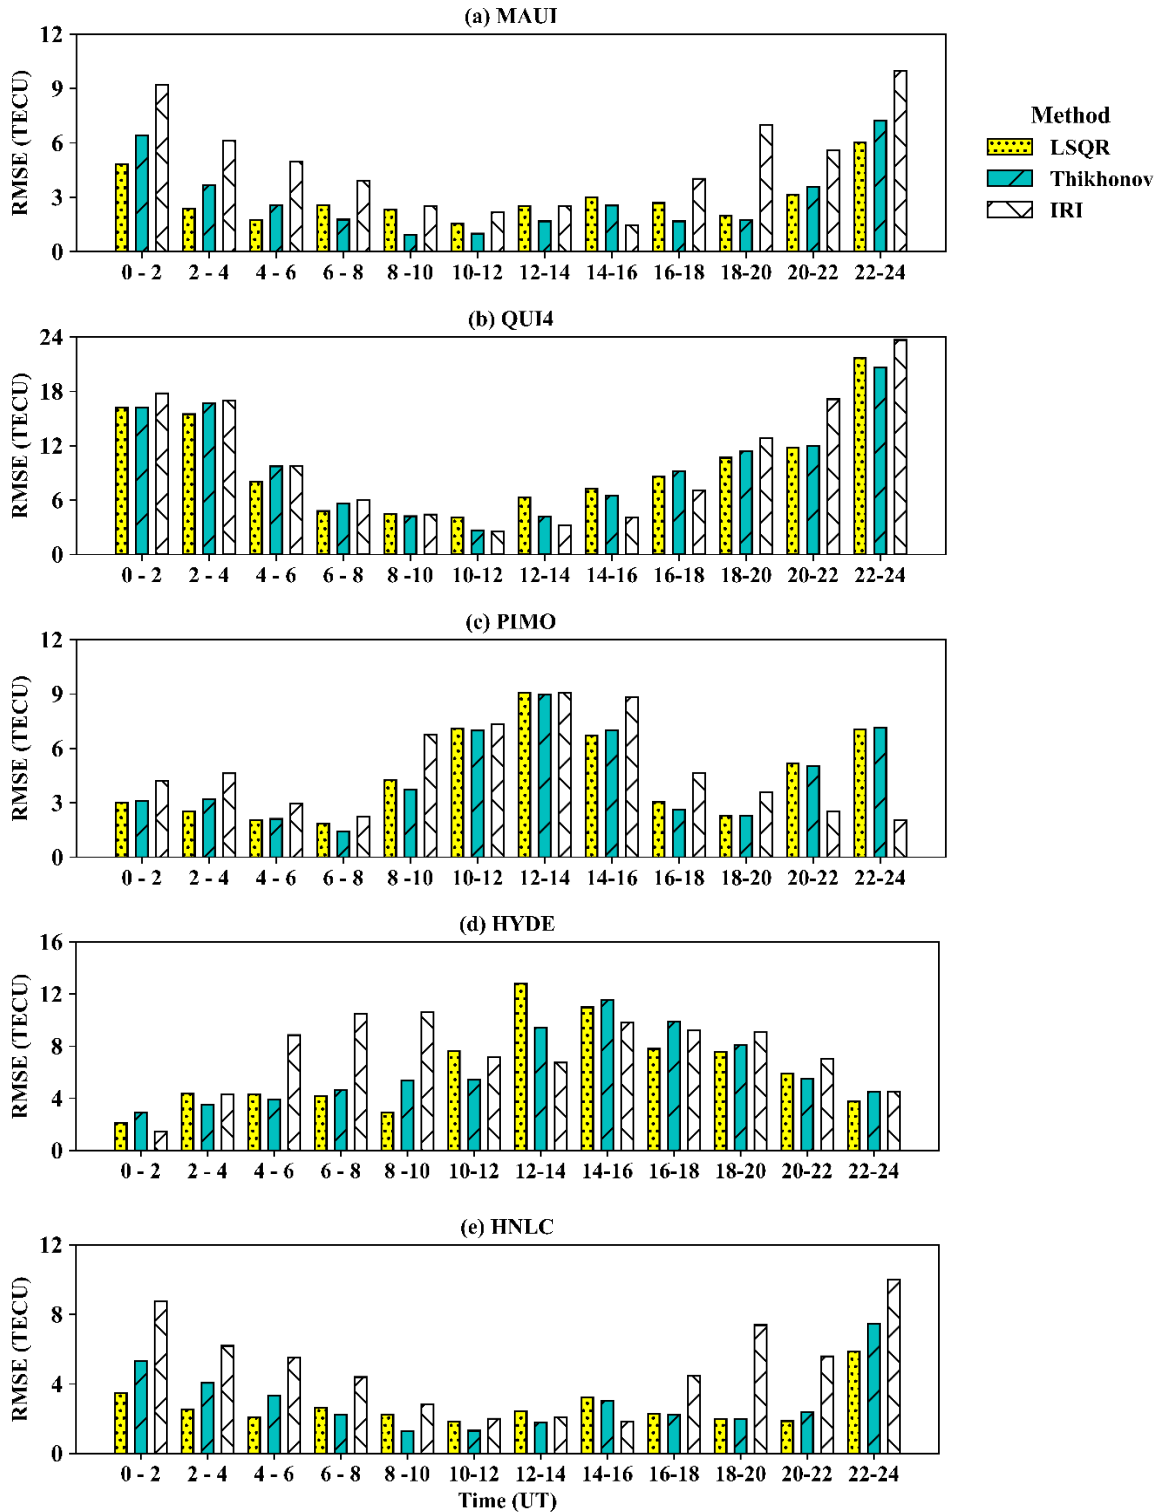 (a) MAUI
RMSE (TECU)
12
9
6
3
0
0 - 2 2 - 4 4 - 6 6 - 8 8 -10 10-12 12-14 14-16 16-18 18-20 20-22 22-24
Method
LSQR
Thikhonov
IRI
(b) QUI4
RMSE (TECU)
24
18
12
6
0
0 - 2 2 - 4 4 - 6 6 - 8 8 -10 10-12 12-14 14-16 16-18 18-20 20-22 22-24
(c) PIMO
RMSE (TECU)
12
9
6
3
0
0 - 2 2 - 4 4 - 6 6 - 8 8 -10 10-12 12-14 14-16 16-18 18-20 20-22 22-24
(d) HYDE
RMSE (TECU)
16
12
8
4
0
0 - 2 2 - 4 4 - 6 6 - 8 8 -10 10-12 12-14 14-16 16-18 18-20 20-22 22-24
(e) HNLC
RMSE (TECU)
12
8
4
0
0 - 2 2 - 4 4 - 6 6 - 8 8 -10 10-12 12-14 14-16 16-18 18-20 20-22 22-24
Time (UT)